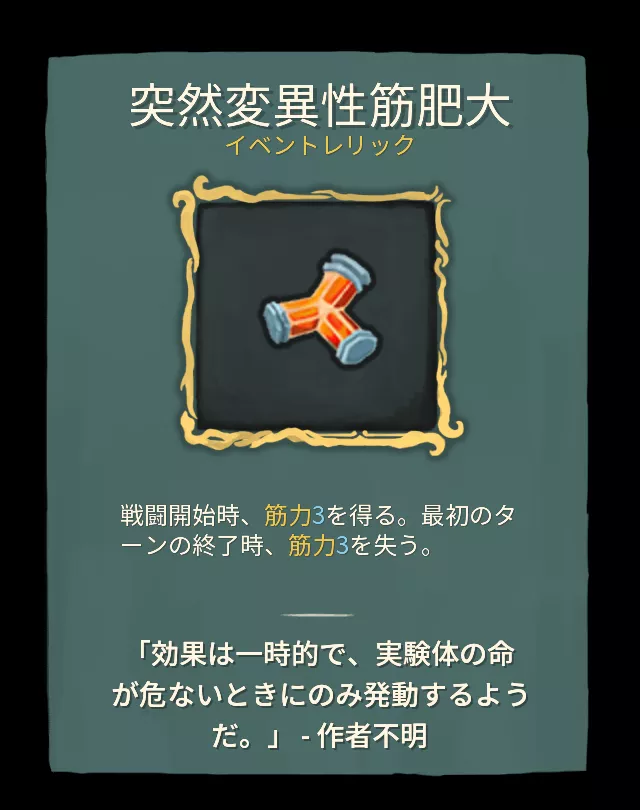 突然変異性筋肥大
イベントレリック
戦闘開始時、筋力3を得る。最初のタ
ーンの終了時、筋力3を失う。
「効果は一時的で、実験体の命
が危ないときにのみ発動するよう
だ。」 - 作者不明